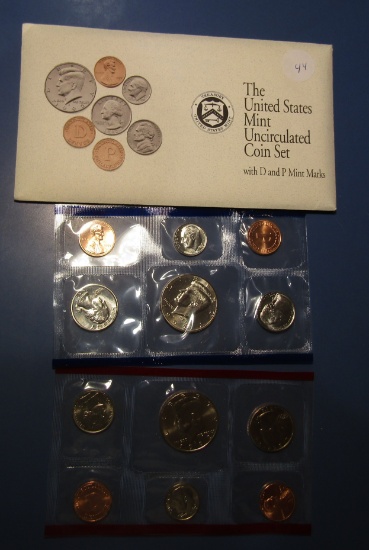 44
The
United States
Mint
Uncirculated
Coin Set
with D and P Mint Marks
D
P